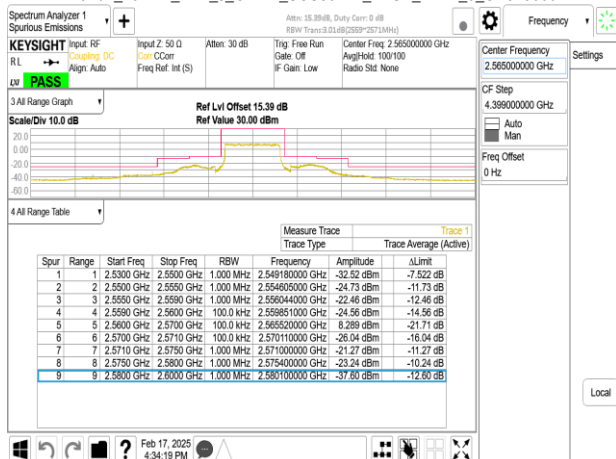 Spectrum Analyzer 1
Spurious Emissions
+
Attn: 15.39dB, Duty Corr: 0 dB
RBW Trans3.01dB(2559~2571MHz)
Frequency
KEYSIGHT
RL
LXI PASS
Input: RF
Coupling: DC
Align: Auto
Input Z: 50 Ω
Corr CCorr
Freq Ref: Int (S)
Atten: 30 dB
Trig: Free Run
Gate: Off
IF Gain: Low
Center Freq: 2.565000000 GHz
Avg|Hold: 100/100
Radio Std: None
Center Frequency
2.565000000 GHz
Settings
CF Step
4.399000000 GHz
Auto
Man
Freq Offset
0 Hz
3 All Range Graph
Scale/Div 10.0 dB
Ref Lvl Offset 15.39 dB
Ref Value 30.00 dBm
20.0
0.00
-20.0
-40.0
-60.0
4 All Range Table
Measure Trace Trace 1
Trace Type Trace Average (Active)
Spur Range Start Freq Stop Freq RBW Frequency Amplitude ΔLimit
1 1 2.5300 GHz 2.5500 GHz 1.000 MHz 2.549180000 GHz -32.52 dBm -7.522 dB
2 2 2.5500 GHz 2.5550 GHz 1.000 MHz 2.554605000 GHz -24.73 dBm -11.73 dB
3 3 2.5550 GHz 2.5590 GHz 1.000 MHz 2.556044000 GHz -22.46 dBm -12.46 dB
4 4 2.5590 GHz 2.5600 GHz 100.0 kHz 2.559851000 GHz -24.56 dBm -14.56 dB
5 5 2.5600 GHz 2.5700 GHz 100.0 kHz 2.565520000 GHz 8.289 dBm -21.71 dB
6 6 2.5700 GHz 2.5710 GHz 100.0 kHz 2.570110000 GHz -26.04 dBm -16.04 dB
7 7 2.5710 GHz 2.5750 GHz 1.000 MHz 2.571000000 GHz -21.27 dBm -11.27 dB
8 8 2.5750 GHz 2.5800 GHz 1.000 MHz 2.575400000 GHz -23.24 dBm -10.24 dB
9 9 2.5800 GHz 2.6000 GHz 1.000 MHz 2.580100000 GHz -37.60 dBm -12.60 dB
Local
?
Feb 17, 2025
4:34:19 PM